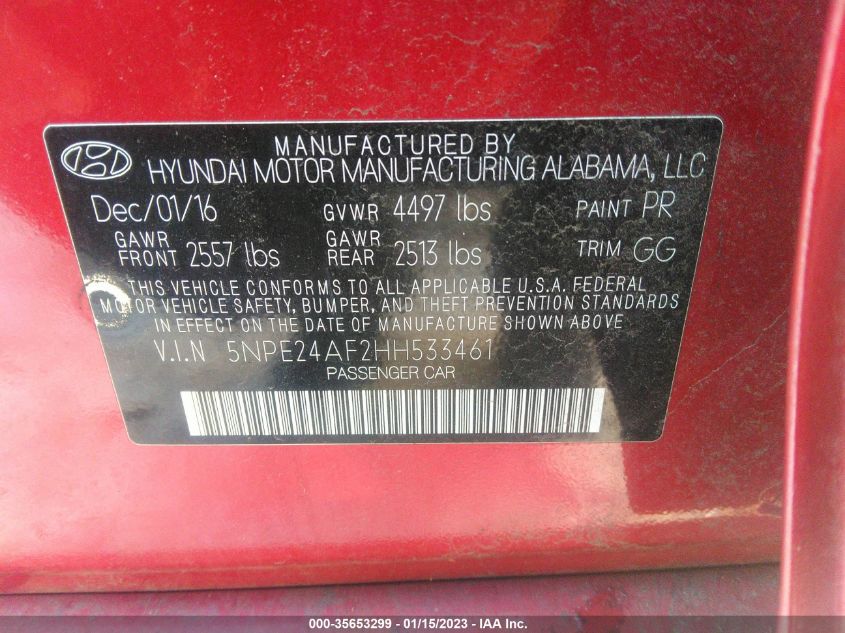 MANUFACTURED BY
HYUNDAI MOTOR MANUFACTURING ALABAMA, LLC
Dec/01/16 GVWR 4497 lbs PAINT PR
GAWR FRONT 2557 lbs GAWR REAR 2513 lbs TRIM GG
THIS VEHICLE CONFORMS TO ALL APPLICABLE U.S.A. FEDERAL
MOTOR VEHICLE SAFETY, BUMPER, AND THEFT PREVENTION STANDARDS
IN EFFECT ON THE DATE OF MANUFACTURE SHOWN ABOVE
V.I.N 5NPE24AF2HH533461
PASSENGER CAR
000-35653299 - 01/15/2023 - IAA Inc.